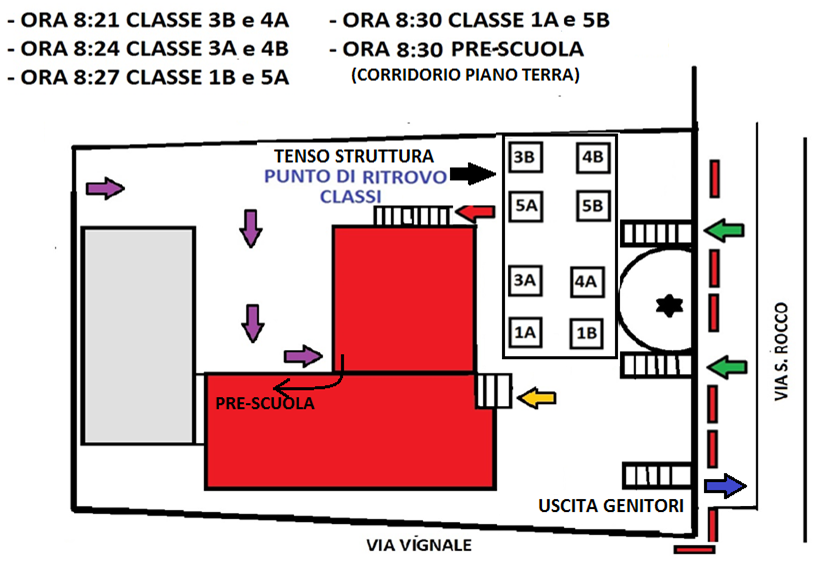 - ORA 8:21 CLASSE 3B e 4A
- ORA 8:24 CLASSE 3A e 4B
- ORA 8:27 CLASSE 1B e 5A
- ORA 8:30 CLASSE 1A e 5B
- ORA 8:30 PRE-SCUOLA
(CORRIDORIO PIANO TERRA)
TENSO STRUTTURA
PUNTO DI RITROVO
CLASSI
3B 4B
5A 5B
3A 4A
1A 1B
VIA S. ROCCO
PRE-SCUOLA
USCITA GENITORI
VIA VIGNALE